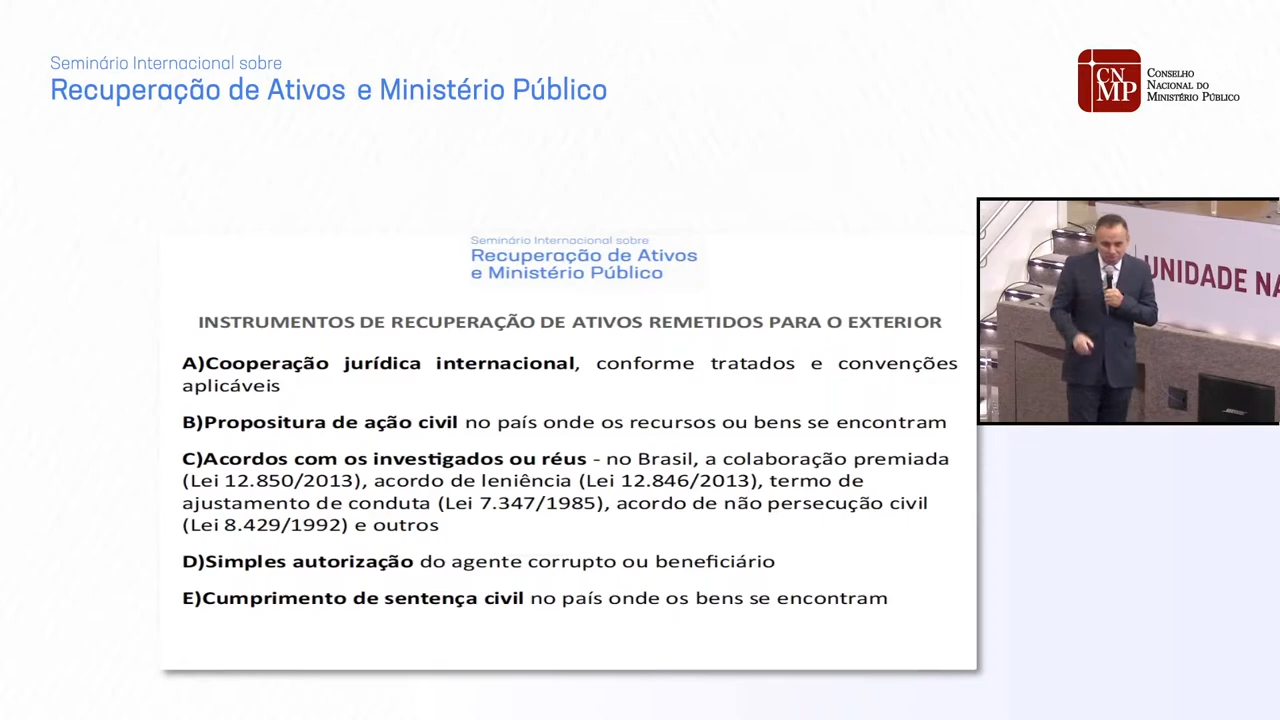 Seminário Internacional sobre
Recuperação de Ativos e Ministério Público
CN
MP
CONSELHO
NACIONAL DO
MINISTÉRIO PÚBLICO
Seminário Internacional sobre
Recuperação de Ativos
e Ministério Público
INSTRUMENTOS DE RECUPERAÇÃO DE ATIVOS REMETIDOS PARA O EXTERIOR
A)Cooperação jurídica internacional, conforme tratados e convenções
aplicáveis
B)Propositura de ação civil no país onde os recursos ou bens se encontram
C)Acordos com os investigados ou réus - no Brasil, a colaboração premiada
(Lei 12.850/2013), acordo de leniência (Lei 12.846/2013), termo de
ajustamento de conduta (Lei 7.347/1985), acordo de não persecução civil
(Lei 8.429/1992) e outros
D)Simples autorização do agente corrupto ou beneficiário
E)Cumprimento de sentença civil no país onde os bens se encontram
UNIDADE NA
BOSE